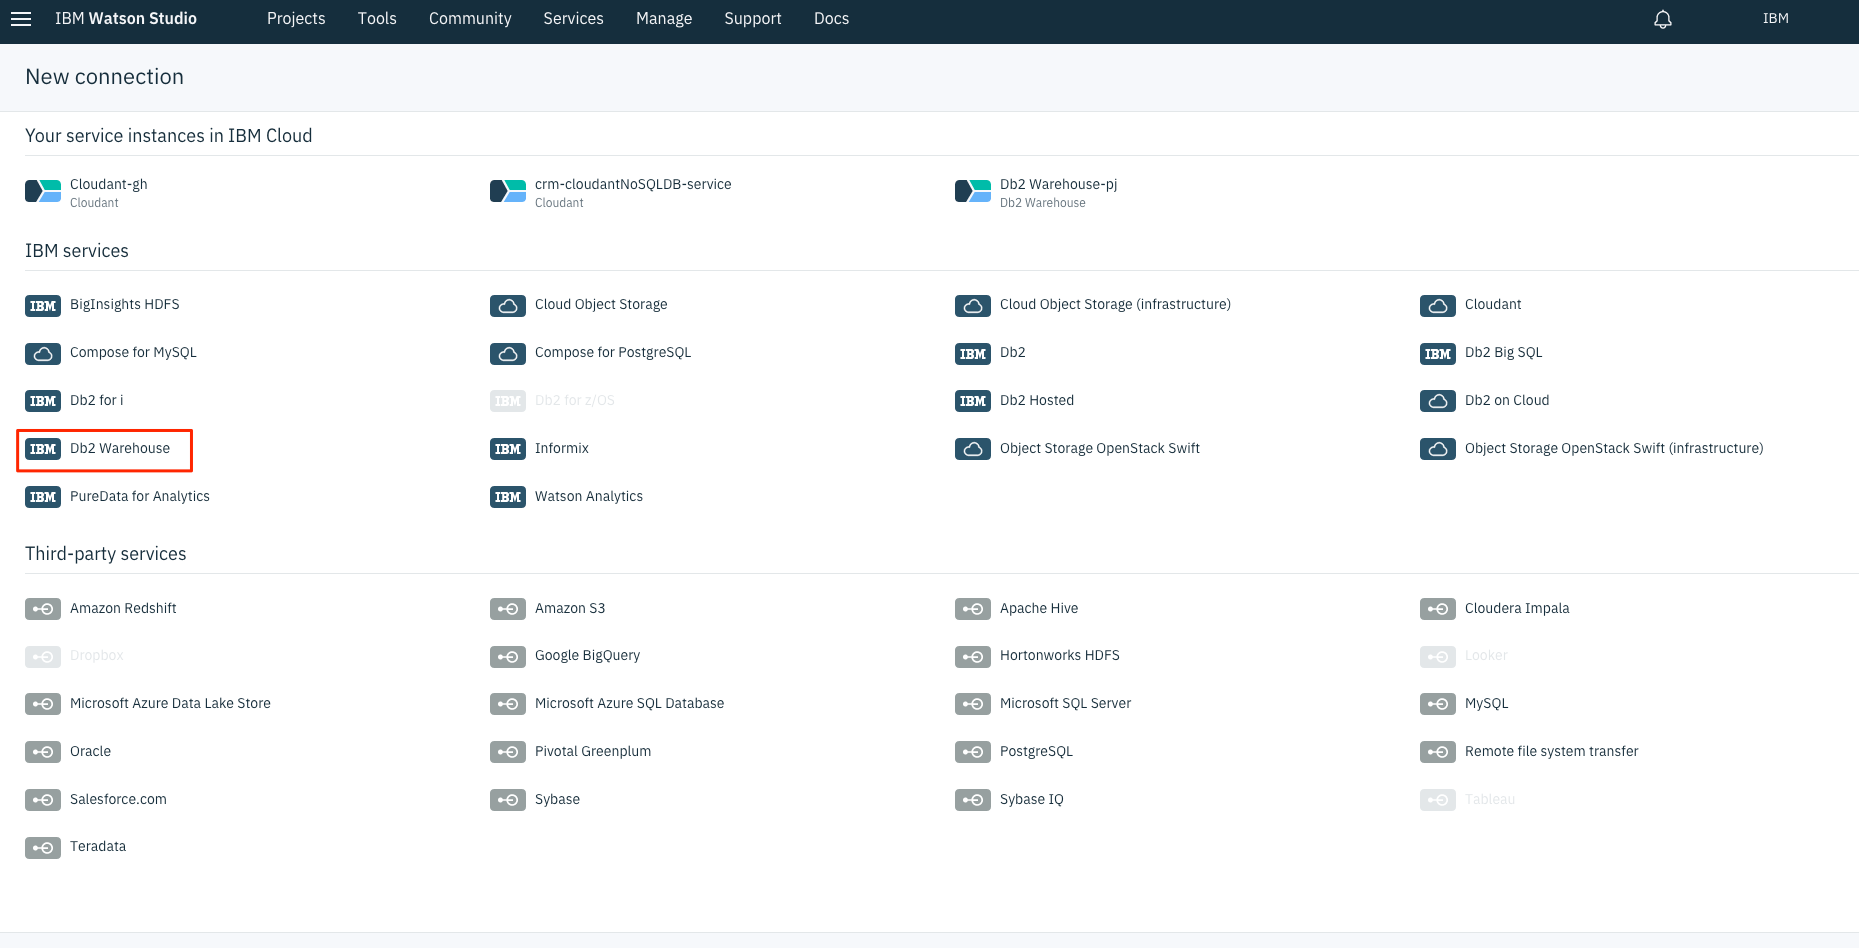 IBM Watson Studio Projects Tools Community Services Manage Support Docs IBM
New connection
Your service instances in IBM Cloud
Cloudant-gh crm-cloudantNoSQLDB-service Db2 Warehouse-pj
Cloudant Cloudant Db2 Warehouse
IBM services
IBM BigInsights HDFS Cloud Object Storage Cloud Object Storage (infrastructure) Cloudant
Compose for MySQL Compose for PostgreSQL IBM Db2 IBM Db2 Big SQL
IBM Db2 for i IBM Db2 for z/OS IBM Db2 Hosted Db2 on Cloud
IBM Db2 Warehouse IBM Informix Object Storage OpenStack Swift Object Storage OpenStack Swift (infrastructure)
IBM PureData for Analytics IBM Watson Analytics
Third-party services
Amazon Redshift Amazon S3 Apache Hive Cloudera Impala
Dropbox Google BigQuery Hortonworks HDFS Looker
Microsoft Azure Data Lake Store Microsoft Azure SQL Database Microsoft SQL Server MySQL
Oracle Pivotal Greenplum PostgreSQL Remote file system transfer
Salesforce.com Sybase Sybase IQ Tableau
Teradata